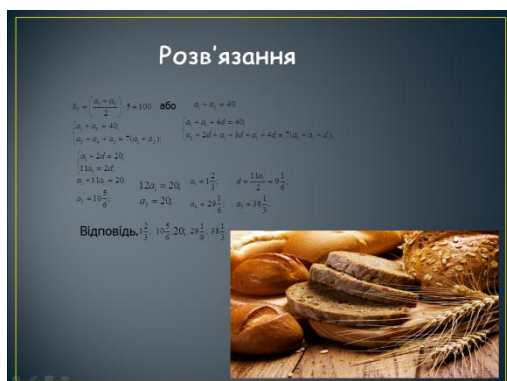 Розв'язання
S₅ = ((a₁ + a₅)/2) · 5 = 100 або a₁ + a₅ = 40
{a₁ + a₅ = 40; {a₁ + a₁ + 4d = 40;
a₃ + a₄ + a₅ = 7(a₁ + a₂); a₁ + 2d + a₁ + 3d + a₁ + 4d = 7(a₁ + a₁ + d);
{a₁ + 2d = 20;
11a₁ = 2d;
a₁ + 11a₁ = 20; 12a₁ = 20; a₁ = 1 2/3; d = 11a₁/2 = 9 1/6;
a₂ = 10 5/6; a₃ = 20; a₄ = 29 1/6; a₅ = 38 1/3.
Відповідь. 1 2/3; 10 5/6; 20; 29 1/9; 38 1/3